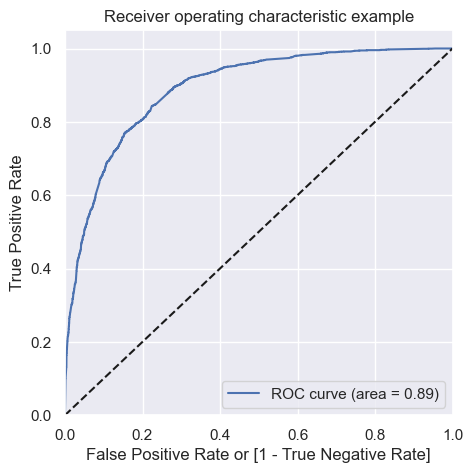 Receiver operating characteristic example
True Positive Rate
1.0
0.8
0.6
0.4
0.2
0.0
ROC curve (area = 0.89)
0.0 0.2 0.4 0.6 0.8 1.0
False Positive Rate or [1 - True Negative Rate]